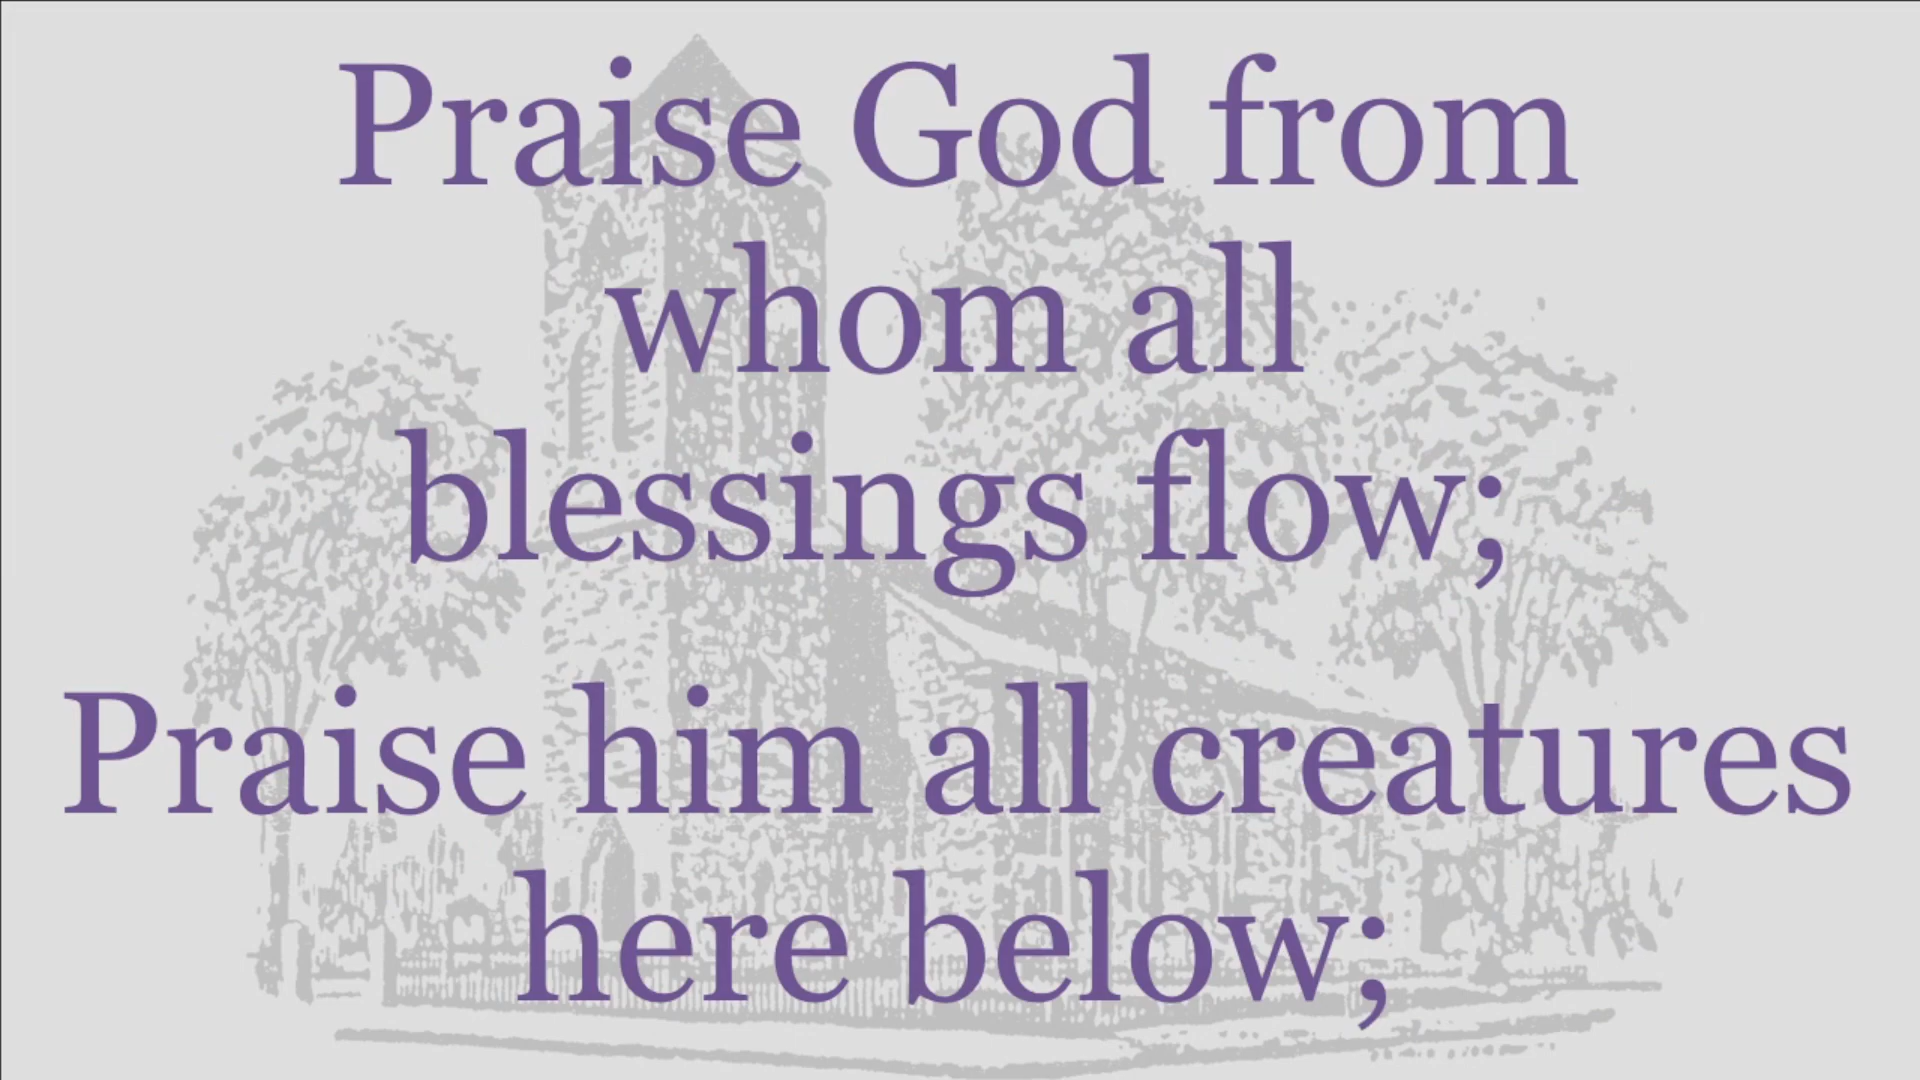 Praise God from
whom all
blessings flow;
Praise him all creatures
here below;